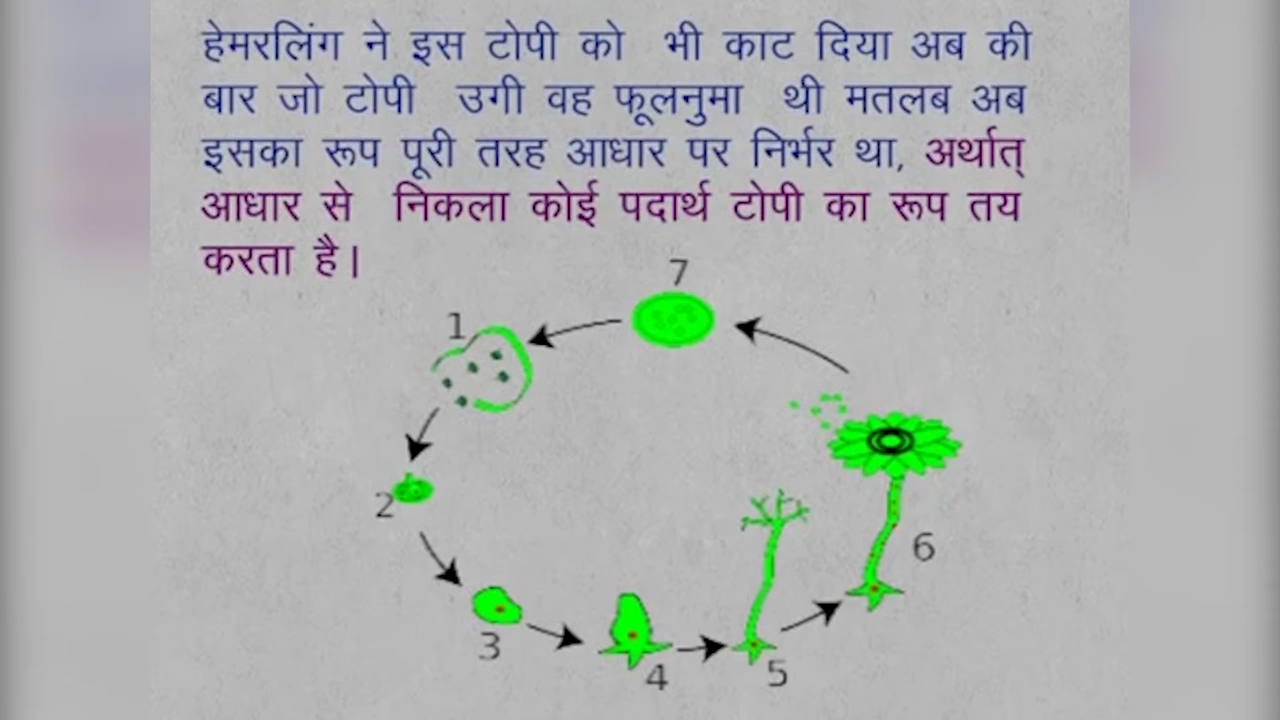 हेमरलिंग ने इस टोपी को भी काट दिया अब की
बार जो टोपी उगी वह फूलनुमा थी मतलब अब
इसका रूप पूरी तरह आधार पर निर्भर था, अर्थात्
आधार से निकला कोई पदार्थ टोपी का रूप तय
करता है।
7
1
2
6
3
4
5